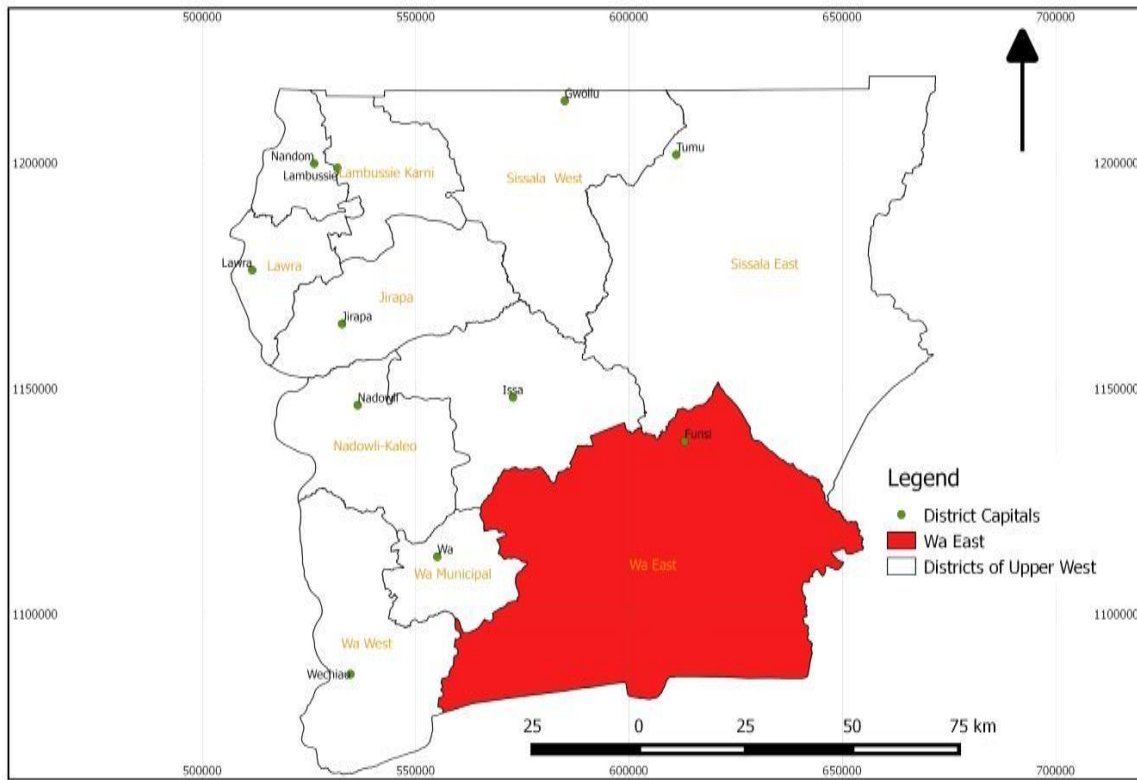 500000 550000 600000 650000 700000
Gwollu
Tumu
1200000 1200000
Nandom
Lambussie
Lambussie Karni
Sissala West
Lawra
Lawra
Sissala East
Jirapa
Jirapa
1150000 1150000
Nadowli
Issa
Nadowli-Kaleo
Funsi
Legend
District Capitals
Wa East
Districts of Upper West
Wa
Wa Municipal
Wa East
1100000 1100000
Wa West
Wechiau
25 0 25 50 75 km
500000 550000 600000 650000 700000